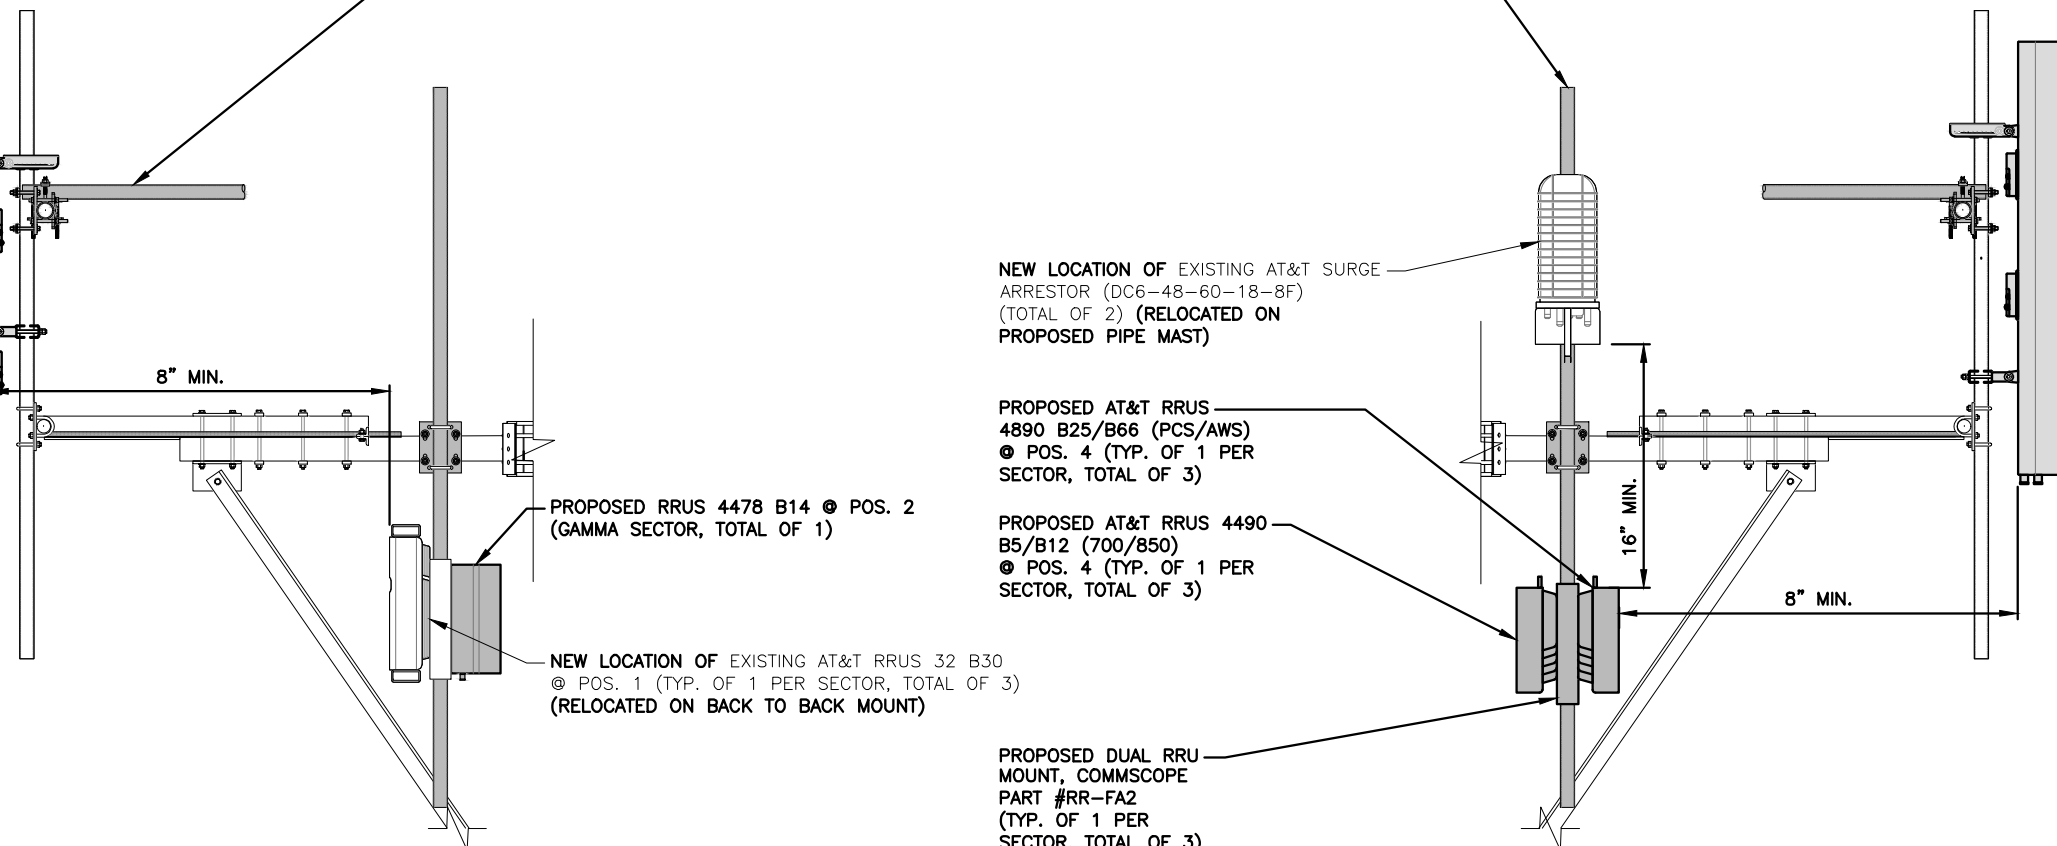 8” MIN.
PROPOSED RRUS 4478 B14 @ POS. 2
(GAMMA SECTOR, TOTAL OF 1)
NEW LOCATION OF EXISTING AT&T RRUS 32 B30
@ POS. 1 (TYP. OF 1 PER SECTOR, TOTAL OF 3)
(RELOCATED ON BACK TO BACK MOUNT)
NEW LOCATION OF EXISTING AT&T SURGE
ARRESTOR (DC6-48-60-18-8F)
(TOTAL OF 2) (RELOCATED ON
PROPOSED PIPE MAST)
PROPOSED AT&T RRUS
4890 B25/B66 (PCS/AWS)
@ POS. 4 (TYP. OF 1 PER
SECTOR, TOTAL OF 3)
PROPOSED AT&T RRUS 4490
B5/B12 (700/850)
@ POS. 4 (TYP. OF 1 PER
SECTOR, TOTAL OF 3)
PROPOSED DUAL RRU
MOUNT, COMMSCOPE
PART #RR-FA2
(TYP. OF 1 PER
SECTOR, TOTAL OF 3)
16” MIN.
8” MIN.